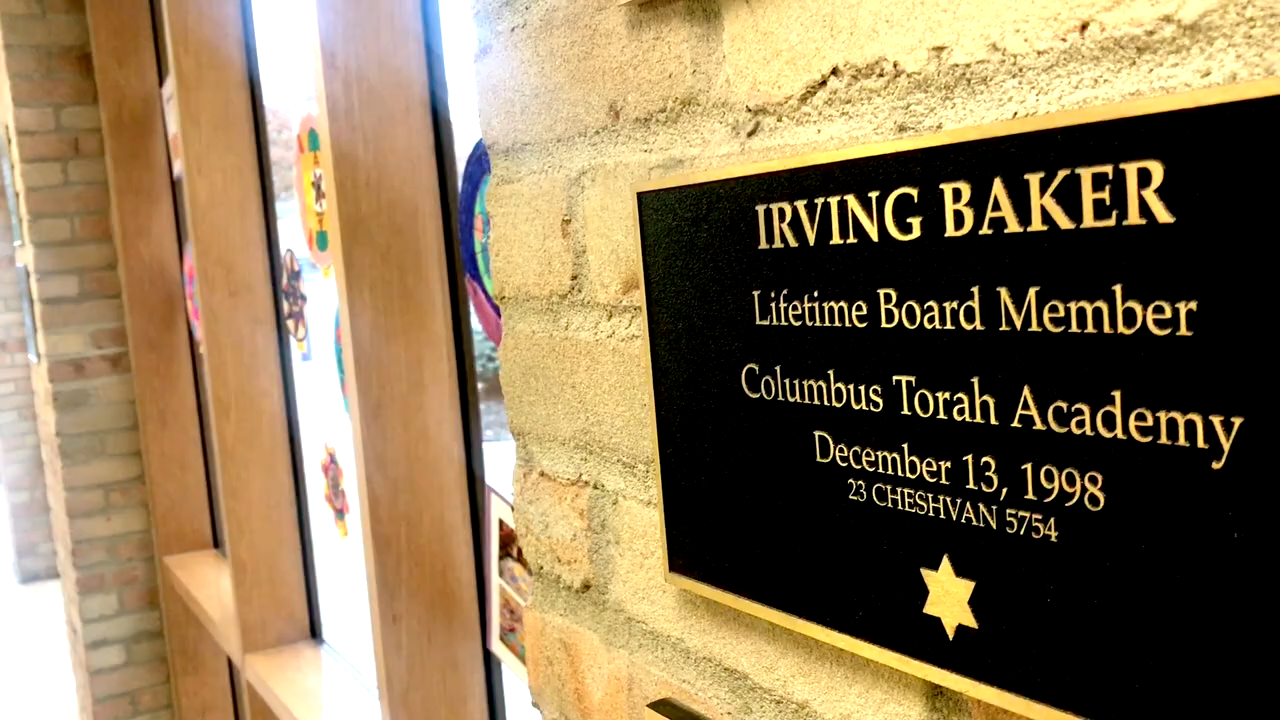 IRVING BAKER
Lifetime Board Member
Columbus Torah Academy
December 13, 1998
23 CHESHVAN 5754